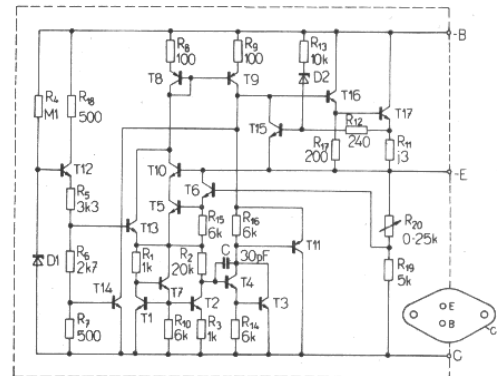 -B
R8
100
R9
100
R13
10k
D2
T8
T9
T16
T17
R4
M1
R18
500
T15
R12
240
R17
200
R11
j3
T12
T10
-E
T6
T5
R5
3k3
R15
6k
R16
6k
R20
0·25k
T13
R1
1k
R2
20k
C
30pF
T11
D1
R6
2k7
R19
5k
T14
T7
T4
E
R7
500
T1
T2
T3
R10
6k
R3
1k
R14
6k
B
C
C